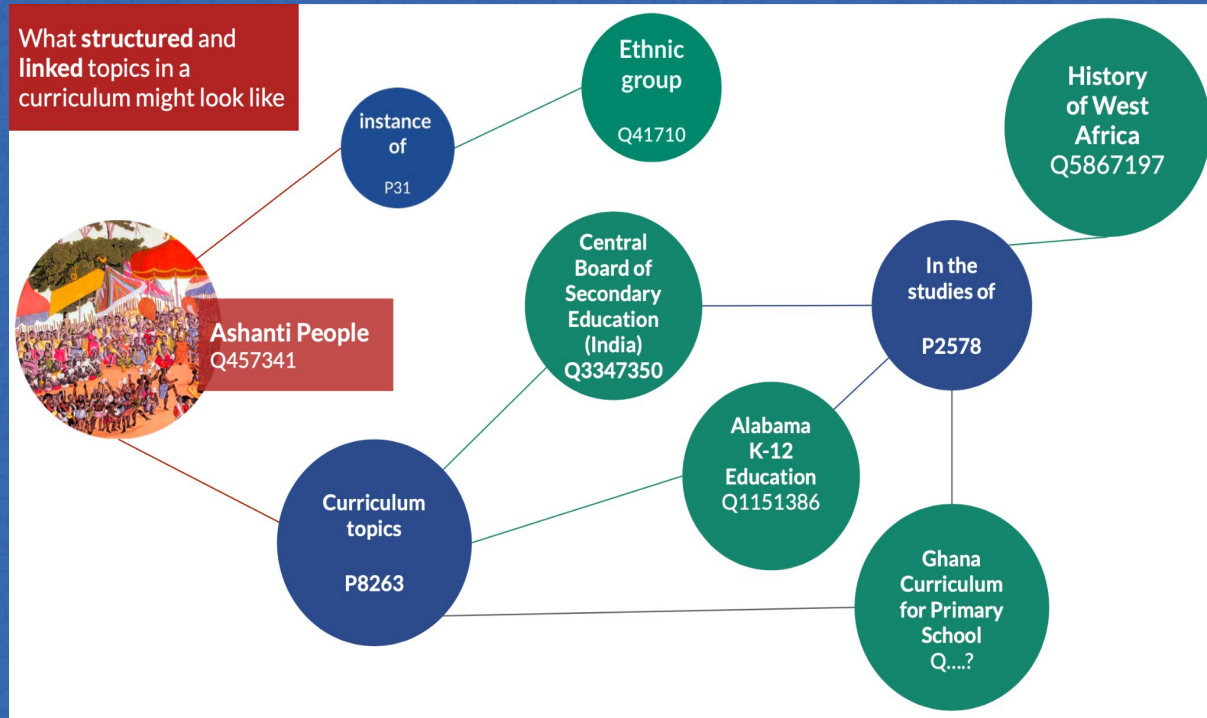 What structured and
linked topics in a
curriculum might look like
instance
of
P31
Ethnic
group
Q41710
History
of West
Africa
Q5867197
Ashanti People
Q457341
Central
Board of
Secondary
Education
(India)
Q3347350
In the
studies of
P2578
Alabama
K-12
Education
Q1151386
Curriculum
topics
P8263
Ghana
Curriculum
for Primary
School
Q....?